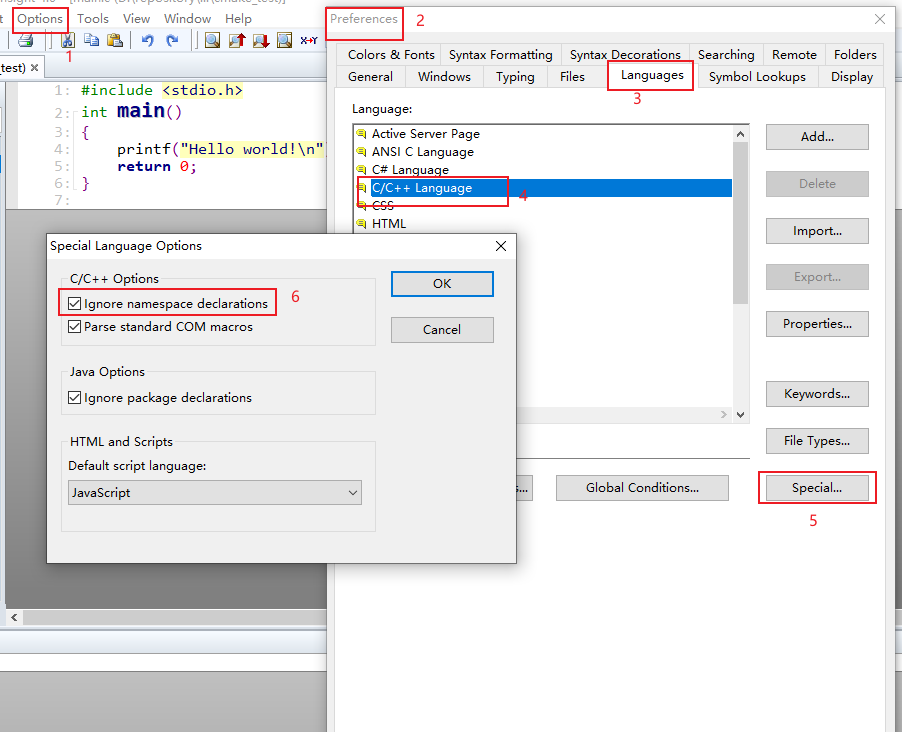 Options Tools View Window Help
1
test)
1: #include <stdio.h>
2: int main()
3: {
4: printf("Hello world!\n"
5: return 0;
6: }
7:
Preferences
2
Colors & Fonts Syntax Formatting Syntax Decorations Searching Remote Folders
General Windows Typing Files Languages Symbol Lookups Display
3
Language:
Active Server Page
ANSI C Language
C# Language
C/C++ Language
4
CSS
HTML
Add...
Delete
Import...
Export...
Properties...
Keywords...
File Types...
Global Conditions...
Special...
5
Special Language Options
C/C++ Options
Ignore namespace declarations
6
Parse standard COM macros
Java Options
Ignore package declarations
HTML and Scripts
Default script language:
JavaScript
OK
Cancel